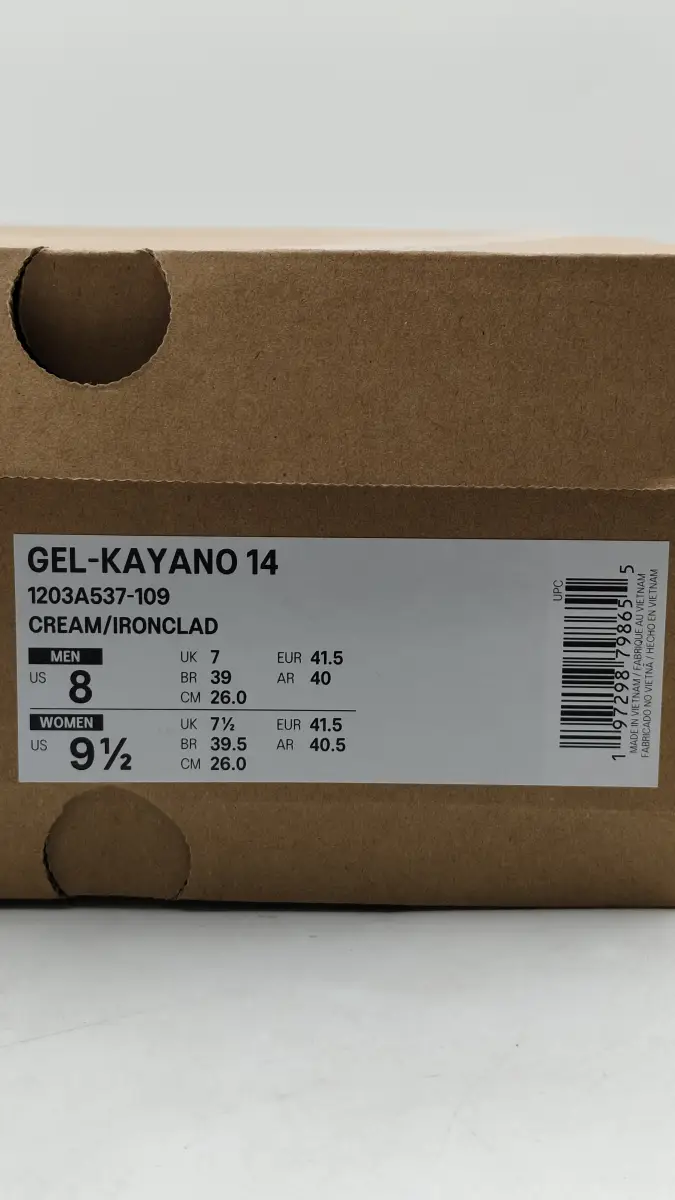 GEL-KAYANO 14
1203A537-109
CREAM/IRONCLAD
MEN
US 8
UK 7 EUR 41.5
BR 39 AR 40
CM 26.0
WOMEN
US 9½
UK 7½ EUR 41.5
BR 39.5 AR 40.5
CM 26.0
UPC
1 97298 79865 5
MADE IN VIETNAM / FABRIQUE AU VIETNAM
FABRICADO NO VIETNÃ / HECHO EN VIETNAM